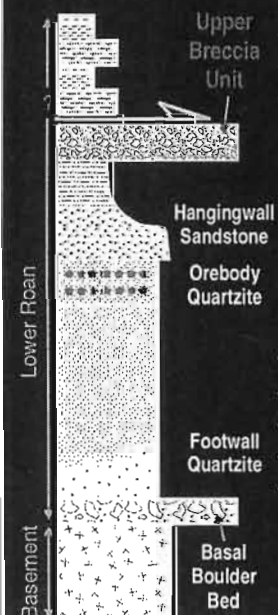 Upper
Breccia
Unit
?
Hangingwall
Sandstone
Orebody
Quartzite
Lower Roan
Footwall
Quartzite
Basement
Basal
Boulder
Bed